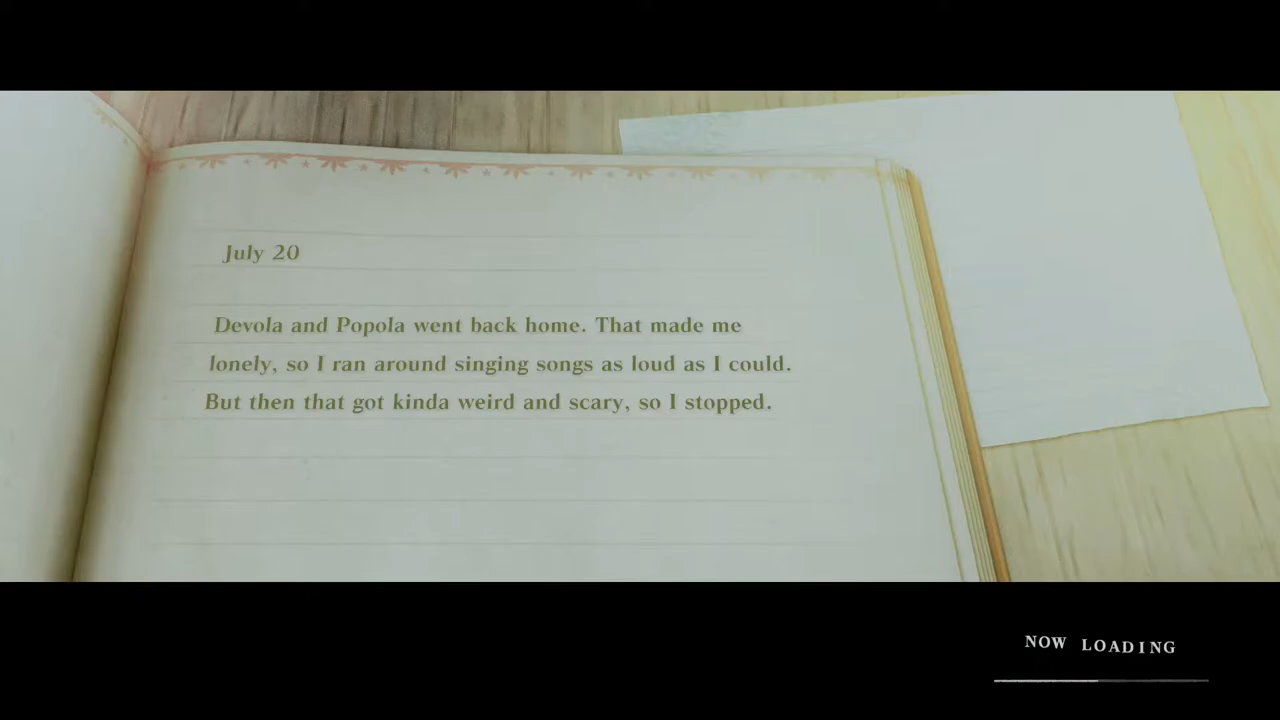 July 20
Devola and Popola went back home. That made me
lonely, so I ran around singing songs as loud as I could.
But then that got kinda weird and scary, so I stopped.
NOW LOADING